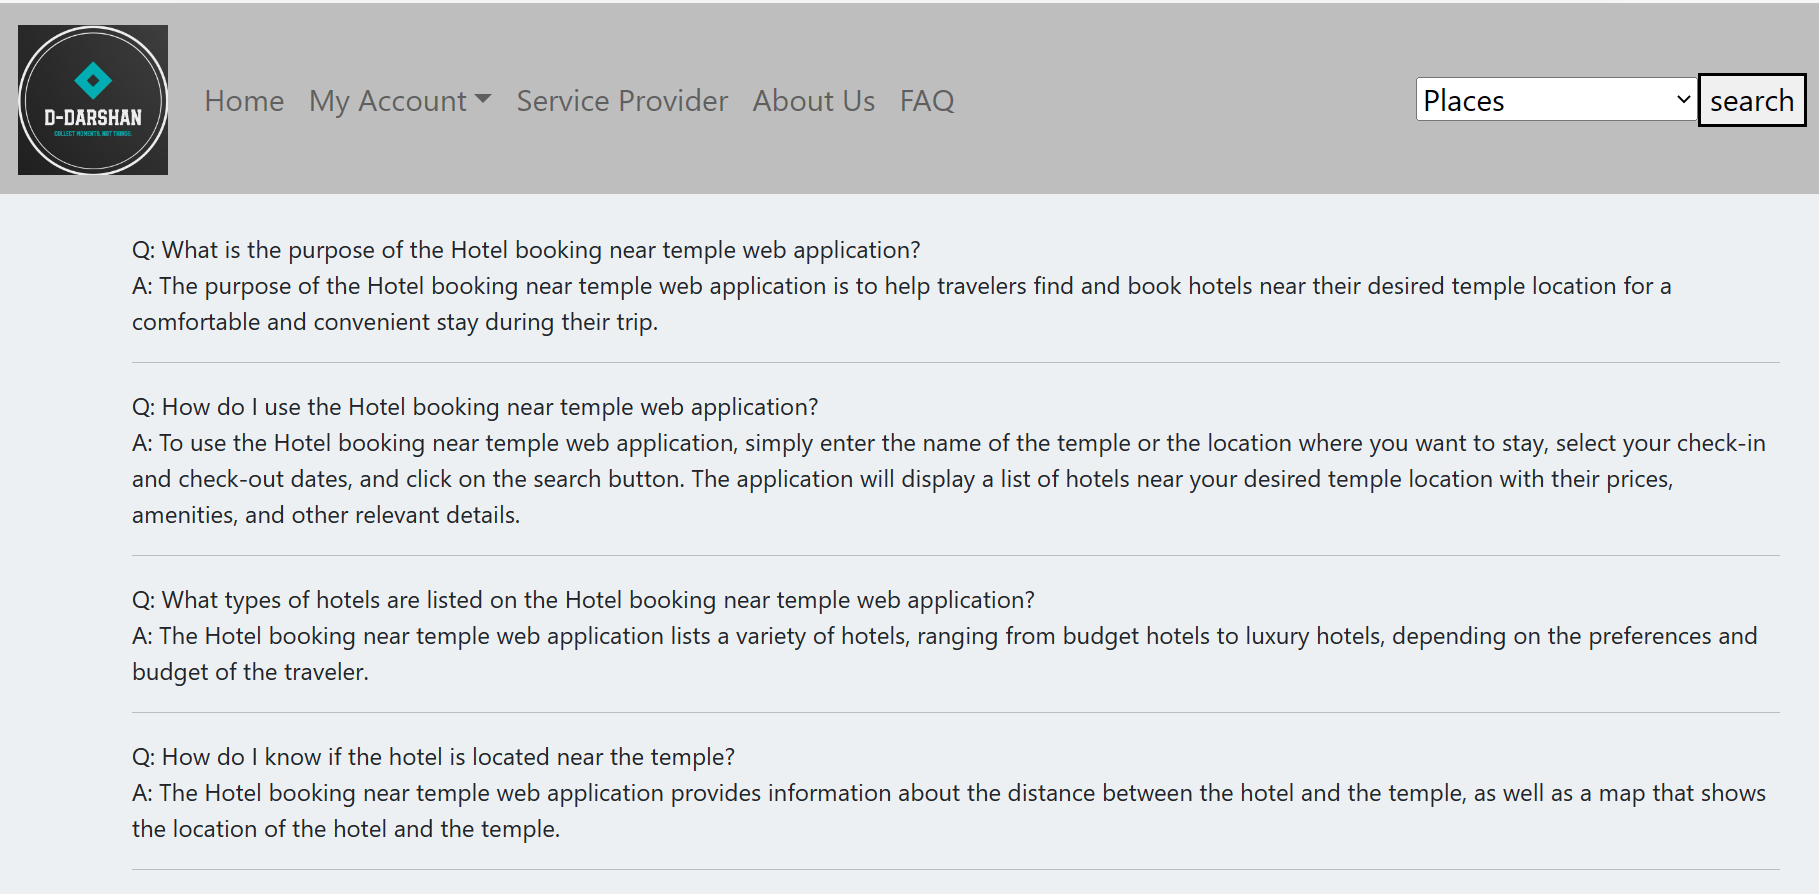 D-DARSHAN
COLLECT MOMENTS, NOT THINGS.
Home My Account Service Provider About Us FAQ
Places search
Q: What is the purpose of the Hotel booking near temple web application?
A: The purpose of the Hotel booking near temple web application is to help travelers find and book hotels near their desired temple location for a
comfortable and convenient stay during their trip.
Q: How do I use the Hotel booking near temple web application?
A: To use the Hotel booking near temple web application, simply enter the name of the temple or the location where you want to stay, select your check-in
and check-out dates, and click on the search button. The application will display a list of hotels near your desired temple location with their prices,
amenities, and other relevant details.
Q: What types of hotels are listed on the Hotel booking near temple web application?
A: The Hotel booking near temple web application lists a variety of hotels, ranging from budget hotels to luxury hotels, depending on the preferences and
budget of the traveler.
Q: How do I know if the hotel is located near the temple?
A: The Hotel booking near temple web application provides information about the distance between the hotel and the temple, as well as a map that shows
the location of the hotel and the temple.